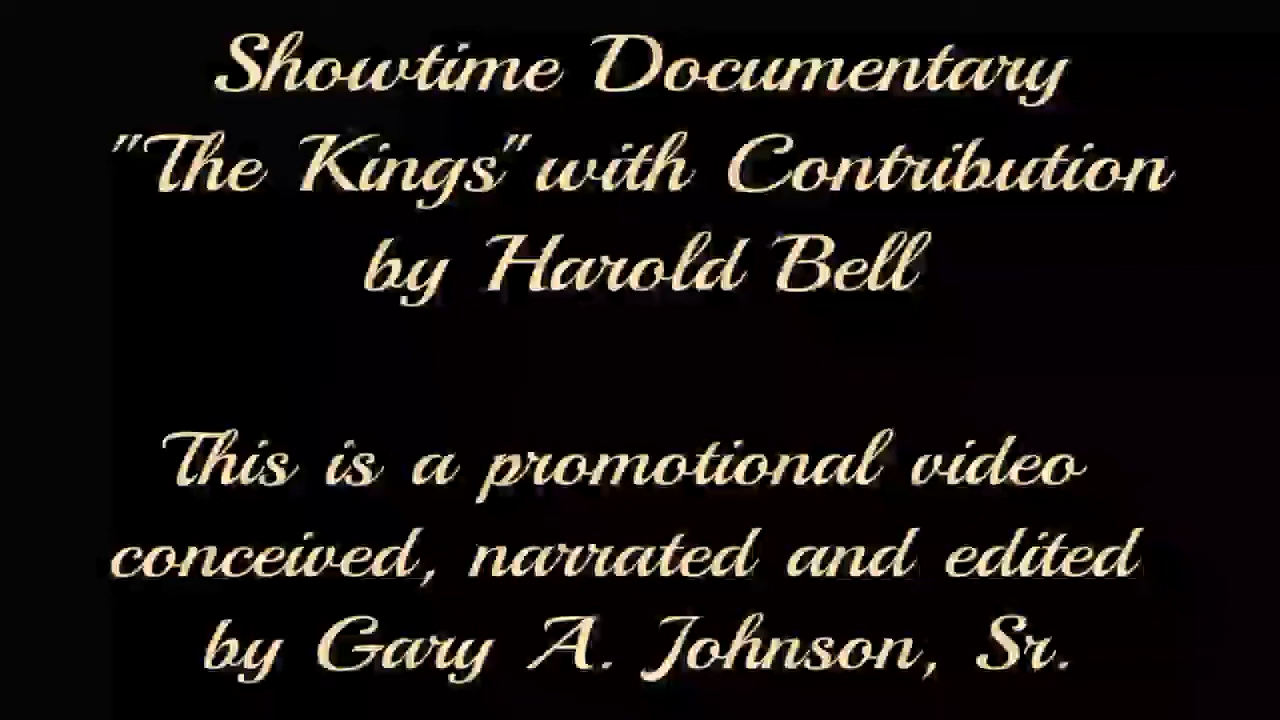 Showtime Documentary
"The Kings" with Contribution
by Harold Bell
This is a promotional video
conceived, narrated and edited
by Gary A. Johnson, Sr.